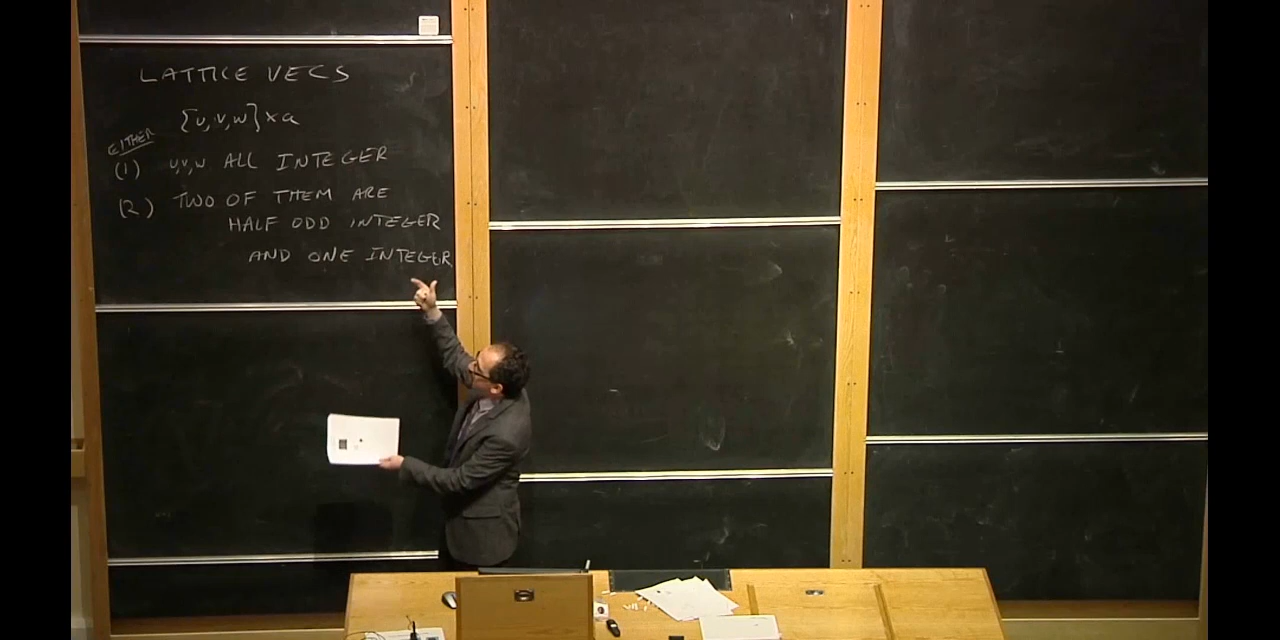 LATTICE VECS
[u, v, w] × a
EITHER
(1) u,v,w ALL INTEGER
(2) TWO OF THEM ARE
HALF ODD INTEGER
AND ONE INTEGER